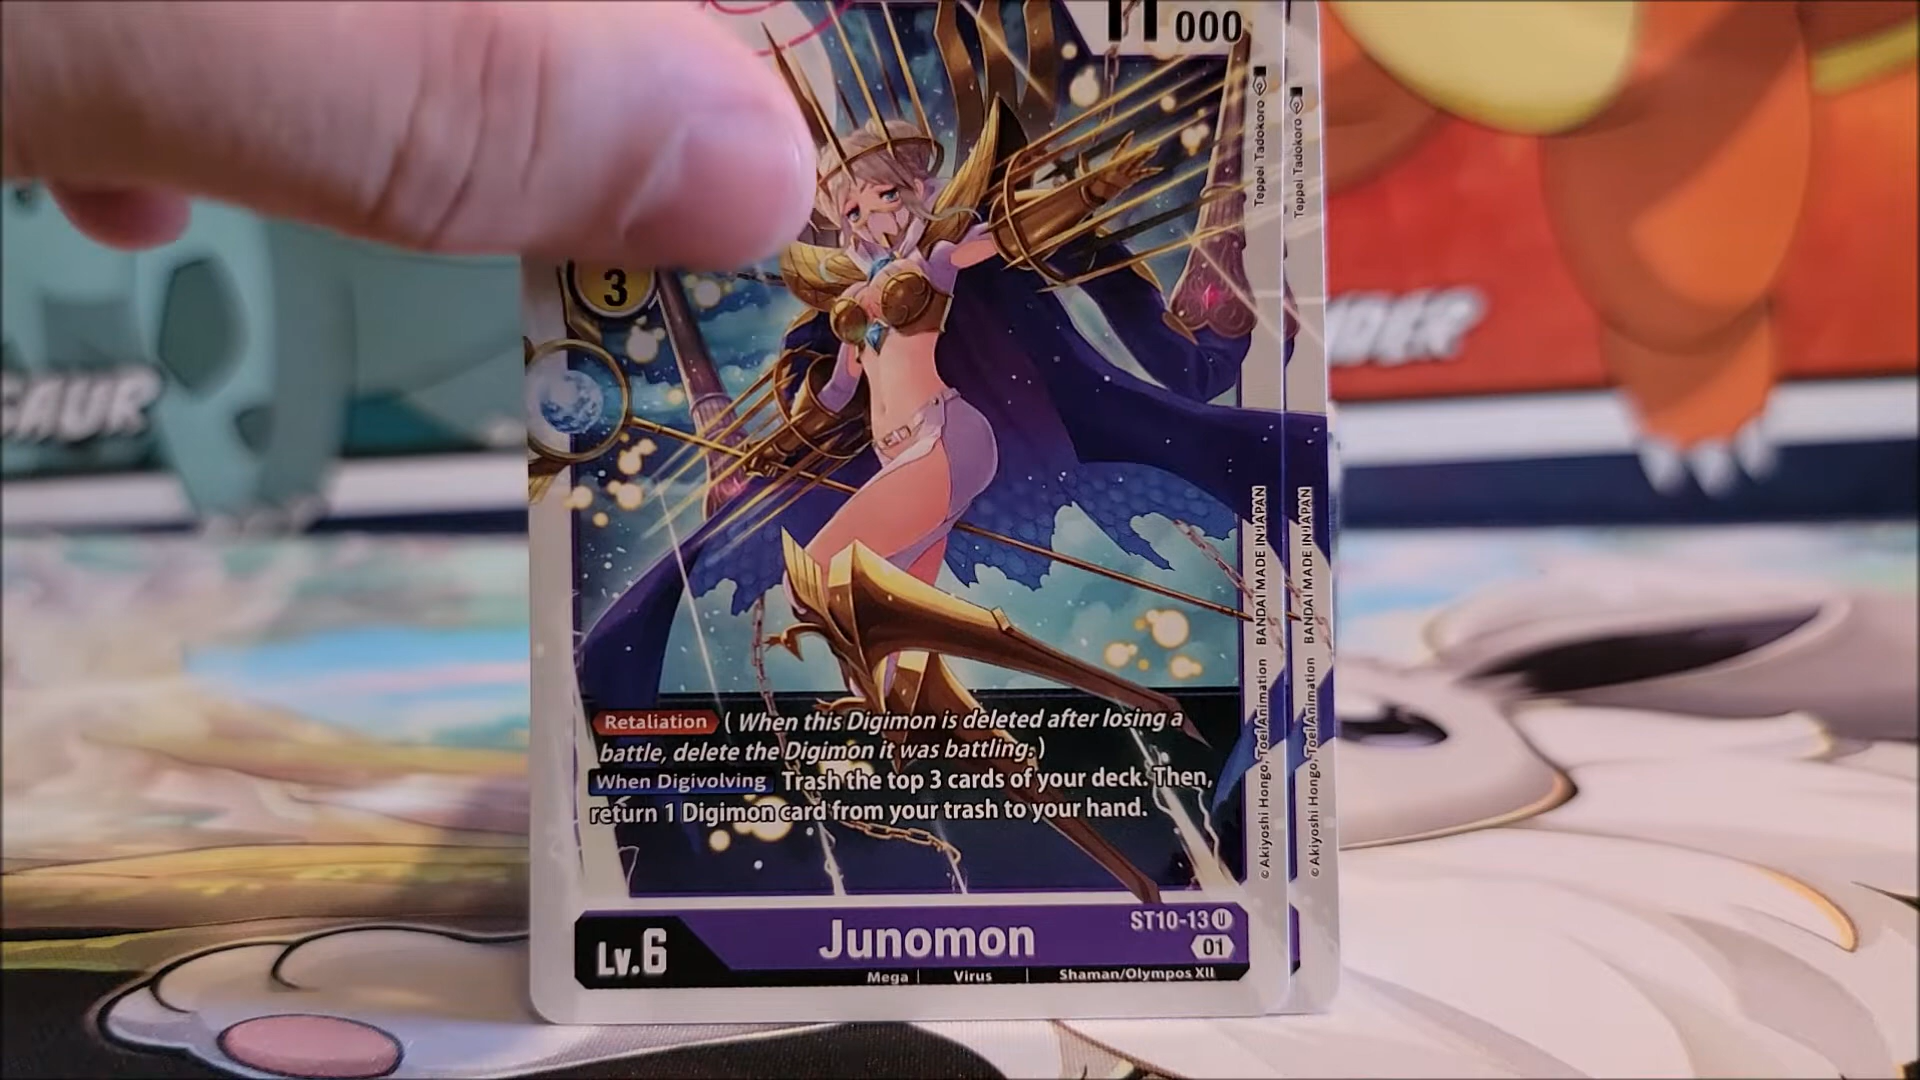 11000
3
Teppei Tadokoro
Teppei Tadokoro
SAUR
NDER
BANDAI MADE IN JAPAN
BANDAI MADE IN JAPAN
© Akiyoshi Hongo, Toei Animation
© Akiyoshi Hongo, Toei Animation
Retaliation ( When this Digimon is deleted after losing a
battle, delete the Digimon it was battling.)
When Digivolving Trash the top 3 cards of your deck. Then,
return 1 Digimon card from your trash to your hand.
ST10-13 U
01
Lv.6
Junomon
Mega | Virus | Shaman/Olympos XII